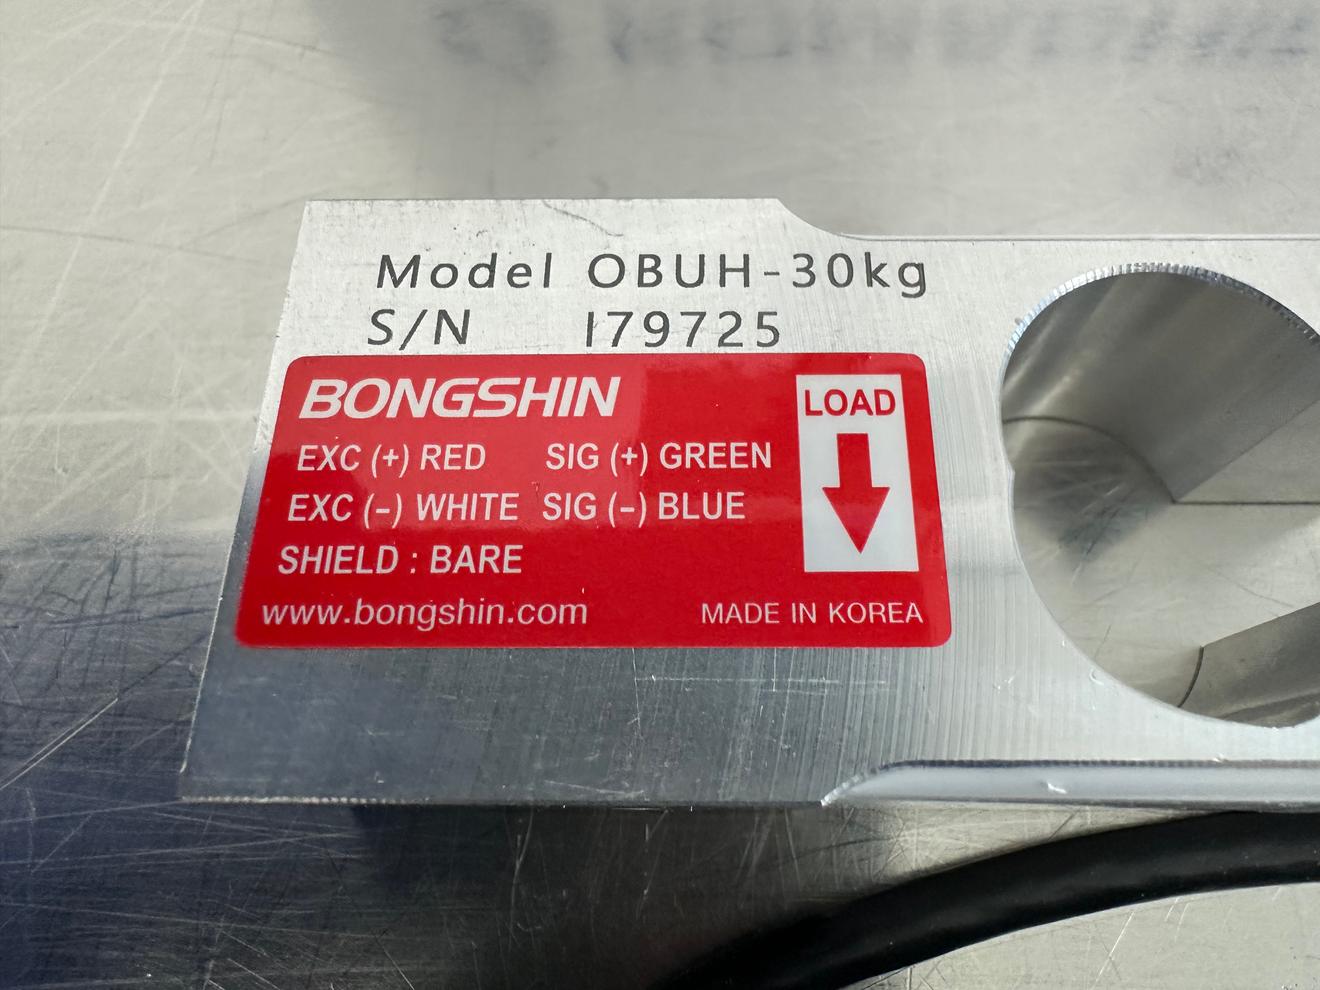 Model OBUH-30kg
S/N I79725
BONGSHIN
EXC (+) RED SIG (+) GREEN
EXC (-) WHITE SIG (-) BLUE
SHIELD : BARE
www.bongshin.com
LOAD
MADE IN KOREA